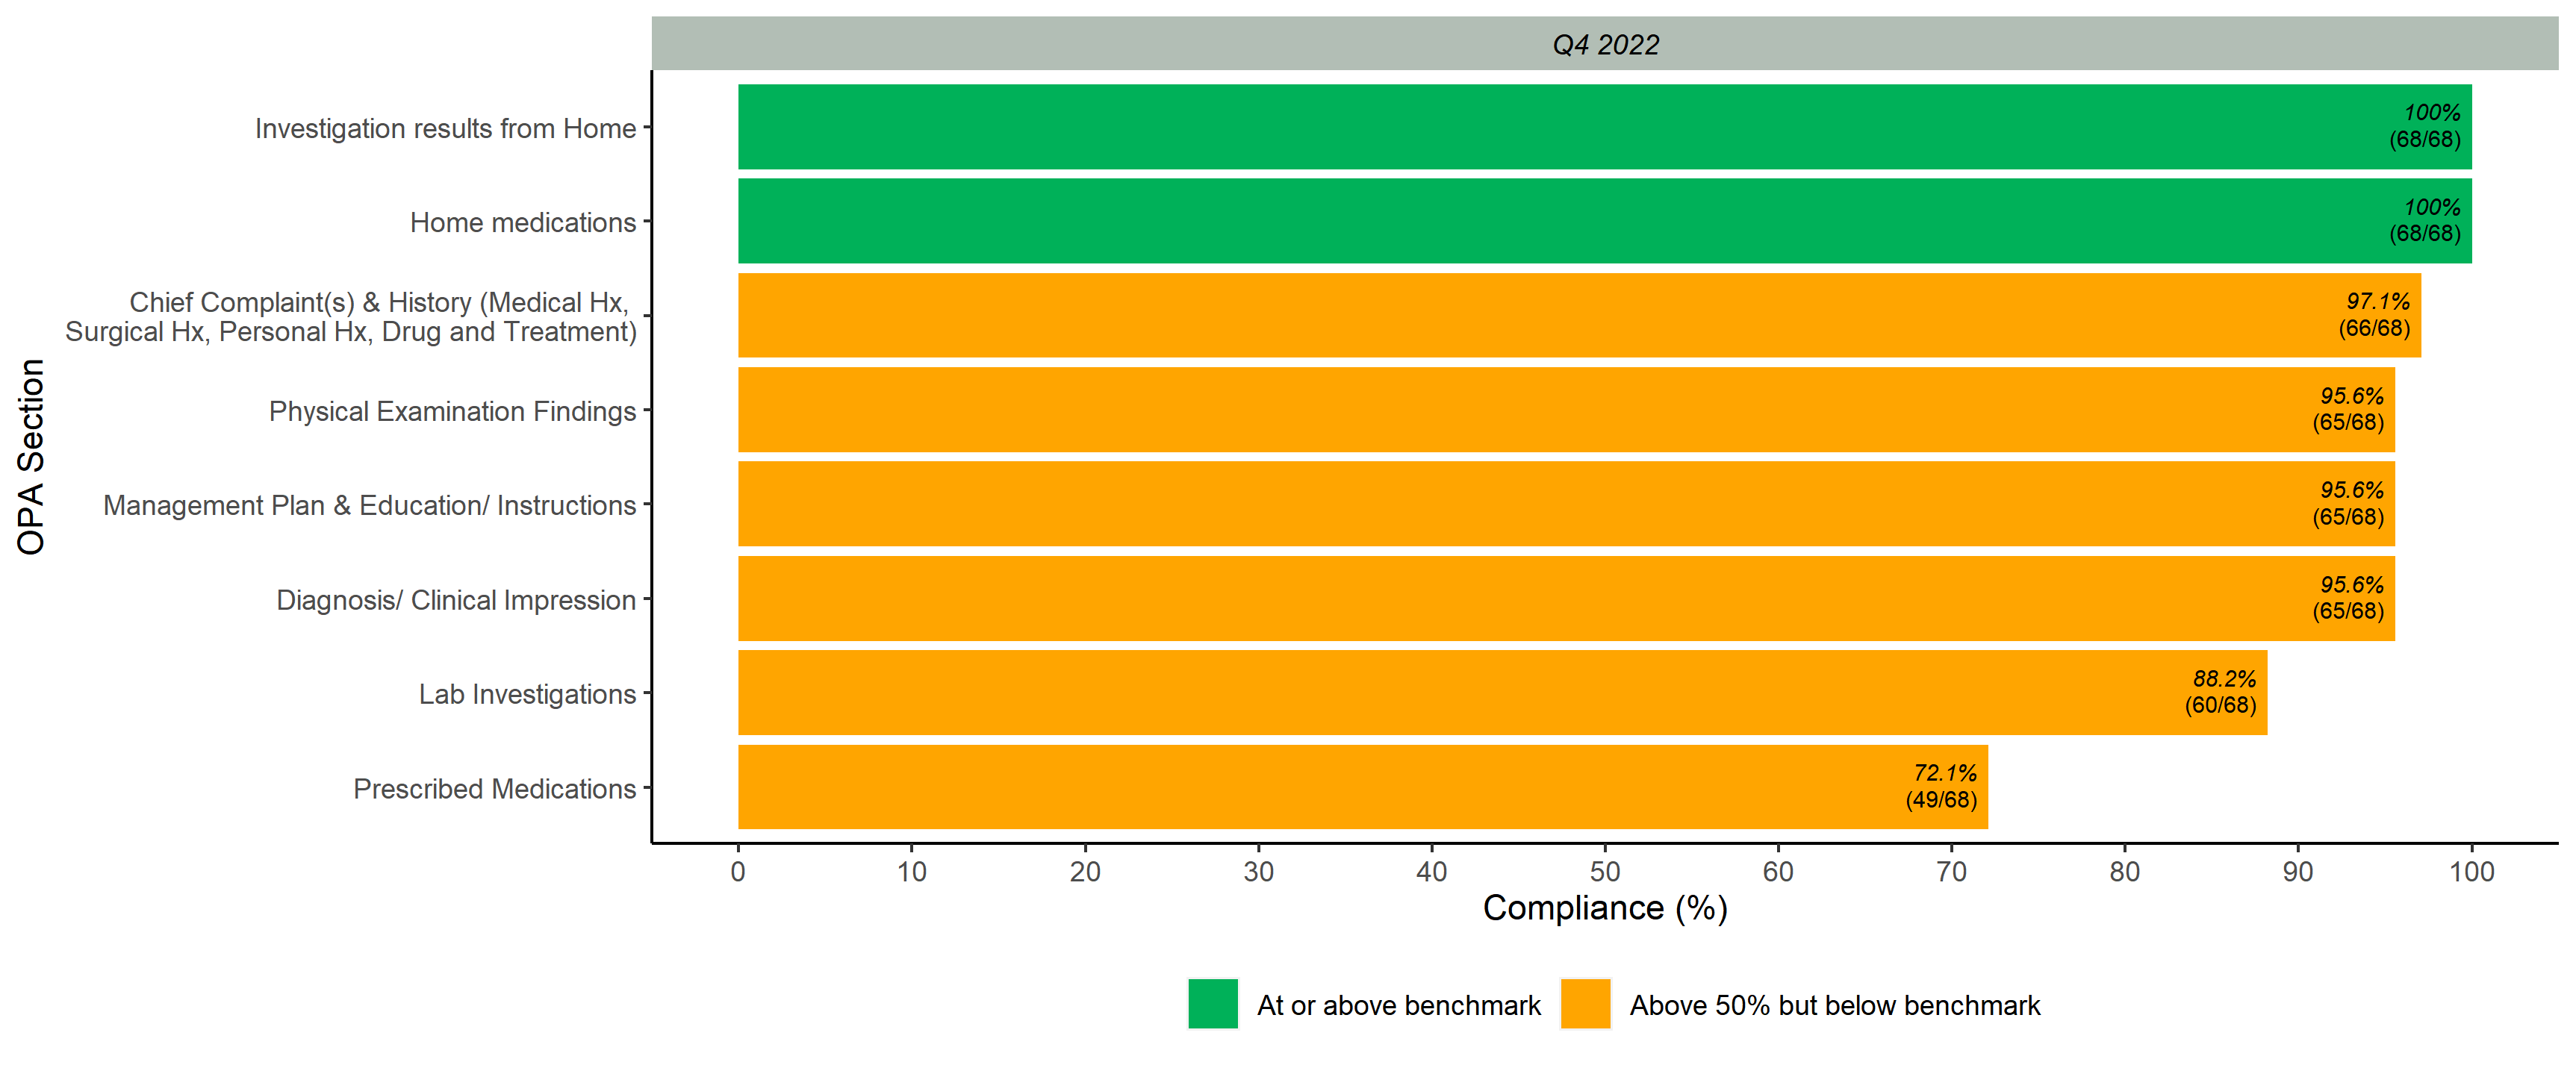 Q4 2022
Investigation results from Home
100%
(68/68)
Home medications
100%
(68/68)
Chief Complaint(s) & History (Medical Hx,
Surgical Hx, Personal Hx, Drug and Treatment)
97.1%
(66/68)
Physical Examination Findings
95.6%
(65/68)
Management Plan & Education/ Instructions
95.6%
(65/68)
Diagnosis/ Clinical Impression
95.6%
(65/68)
Lab Investigations
88.2%
(60/68)
Prescribed Medications
72.1%
(49/68)
OPA Section
0 10 20 30 40 50 60 70 80 90 100
Compliance (%)
At or above benchmark
Above 50% but below benchmark